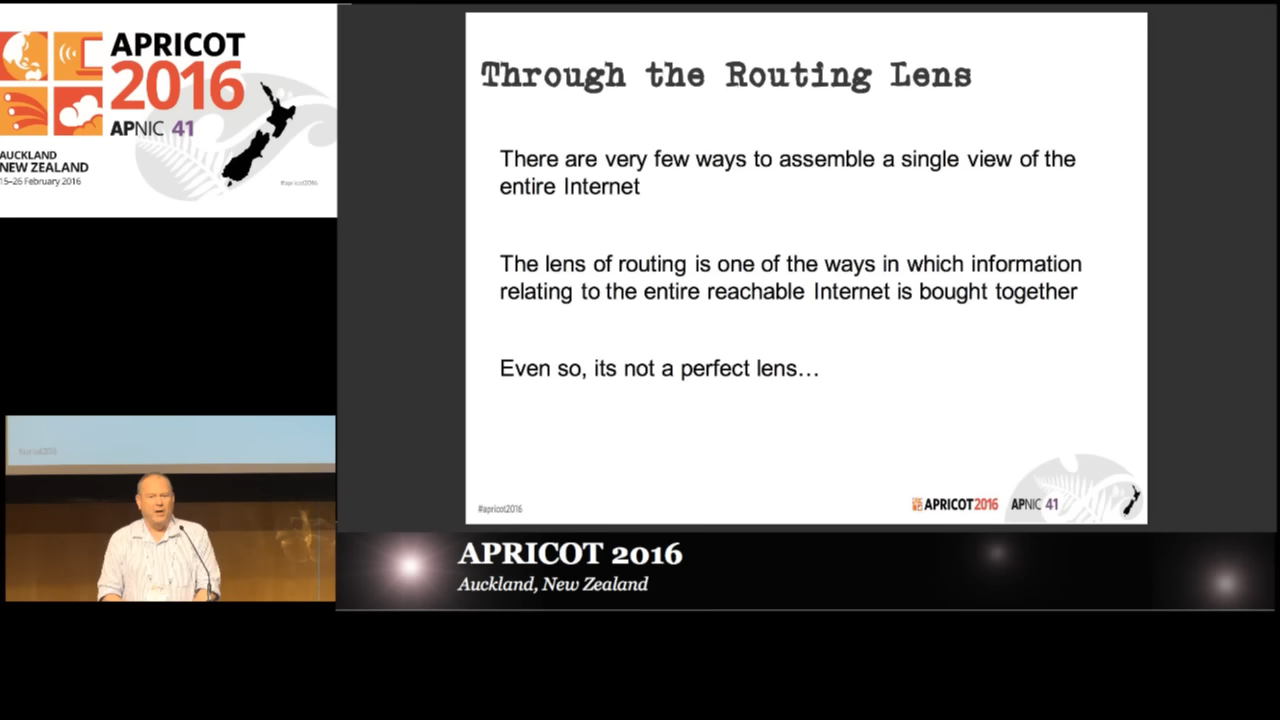 APRICOT
2016
APNIC 41
AUCKLAND
NEW ZEALAND
15–26 February 2016
#apricot2016
Through the Routing Lens
There are very few ways to assemble a single view of the
entire Internet
The lens of routing is one of the ways in which information
relating to the entire reachable Internet is bought together
Even so, its not a perfect lens…
#apricot2016
APRICOT 2016 APNIC 41
#apricot2016
APRICOT 2016
Auckland, New Zealand